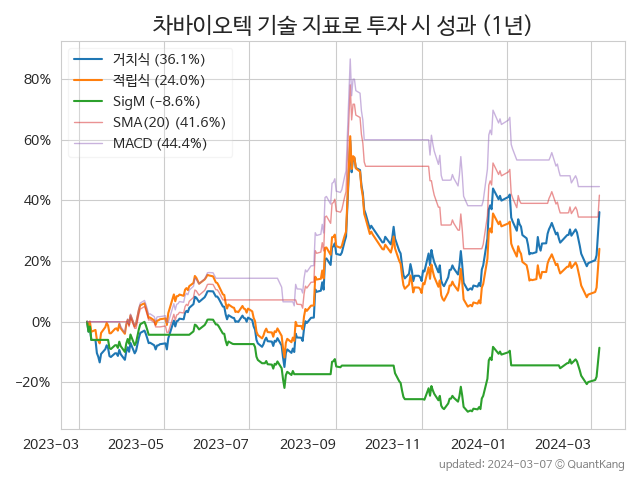 차바이오텍 기술 지표로 투자 시 성과 (1년)
거치식 (36.1%)
적립식 (24.0%)
SigM (−8.6%)
SMA(20) (41.6%)
MACD (44.4%)
80%
60%
40%
20%
0%
−20%
2023−03 2023−05 2023−07 2023−09 2023−11 2024−01 2024−03
updated: 2024−03−07 © QuantKang